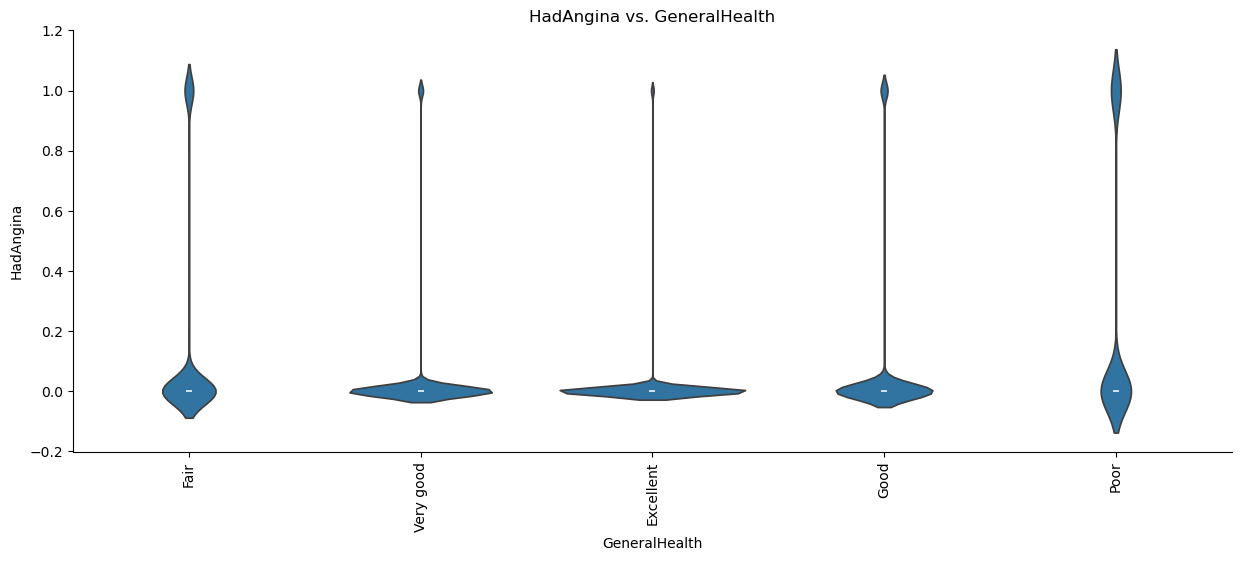 HadAngina vs. GeneralHealth
1.2
1.0
0.8
0.6
0.4
0.2
0.0
−0.2
HadAngina
Fair
Very good
Excellent
Good
Poor
GeneralHealth